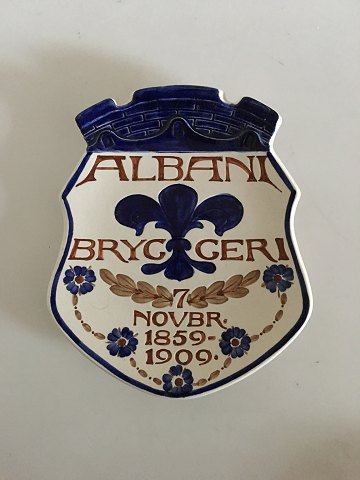 ALBANI
BRYGGERI
7
NOVBR.
1859-
1909.